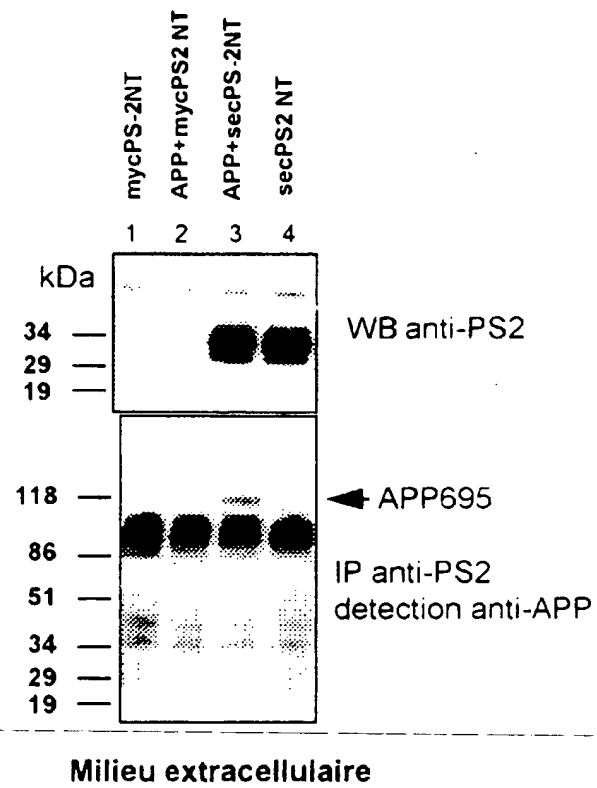 mycPS-2NT
APP+mycPS2 NT
APP+secPS-2NT
secPS2 NT
1 2 3 4
kDa
34
29
19
WB anti-PS2
118
86
51
34
29
19
APP695
IP anti-PS2
detection anti-APP
Milieu extracellulaire